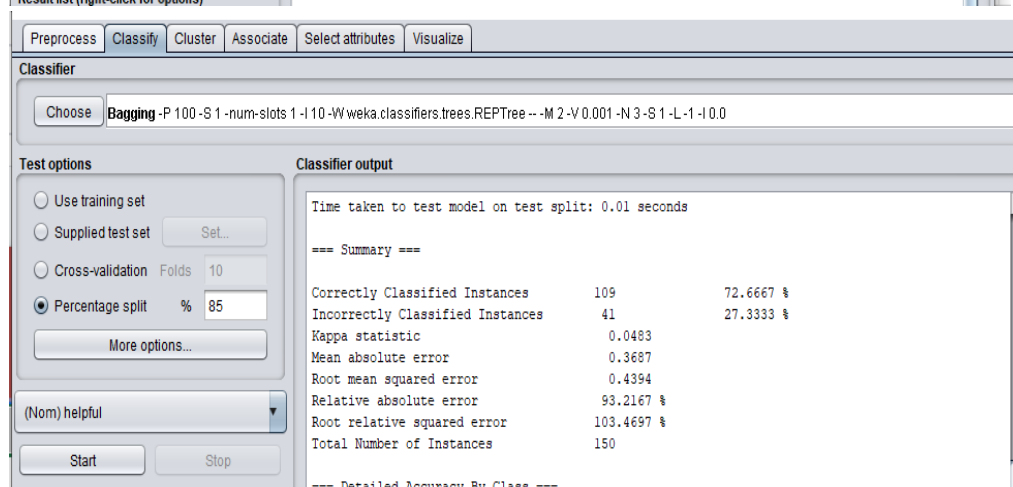 Result list (right-click for options)
Preprocess Classify Cluster Associate Select attributes Visualize
Classifier
Choose Bagging -P 100 -S 1 -num-slots 1 -I 10 -W weka.classifiers.trees.REPTree -- -M 2 -V 0.001 -N 3 -S 1 -L -1 -I 0.0
Test options
Use training set
Supplied test set Set...
Cross-validation Folds 10
Percentage split % 85
More options...
(Nom) helpful
Start Stop
Classifier output
Time taken to test model on test split: 0.01 seconds
=== Summary ===
Correctly Classified Instances 109 72.6667 %
Incorrectly Classified Instances 41 27.3333 %
Kappa statistic 0.0483
Mean absolute error 0.3687
Root mean squared error 0.4394
Relative absolute error 93.2167 %
Root relative squared error 103.4697 %
Total Number of Instances 150
=== Detailed Accuracy By Class ===